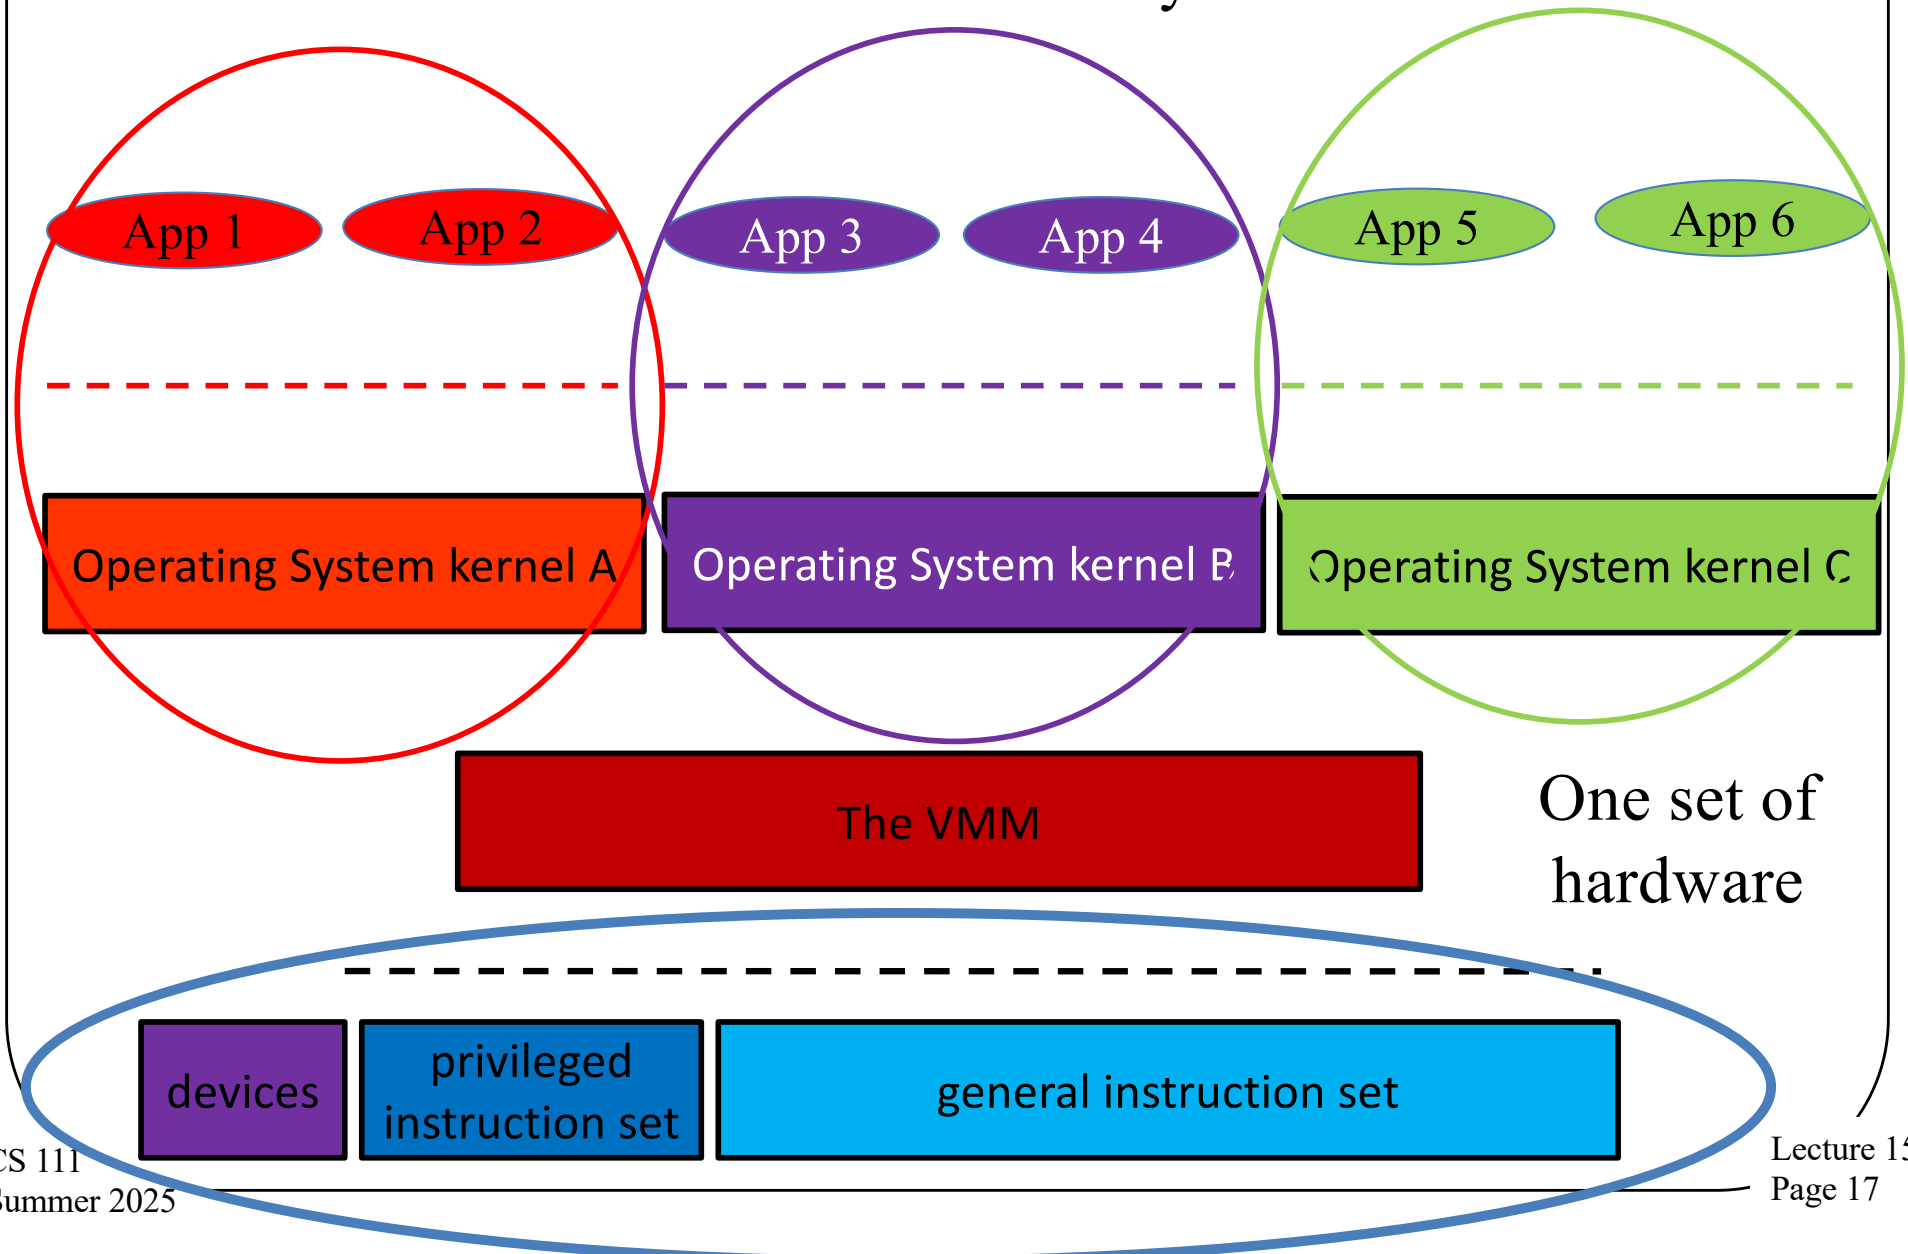 App 1
App 2
App 3
App 4
App 5
App 6
Operating System kernel A
Operating System kernel B
Operating System kernel C
The VMM
One set of
hardware
devices
privileged
instruction set
general instruction set
CS 111
Summer 2025
Lecture 15
Page 17